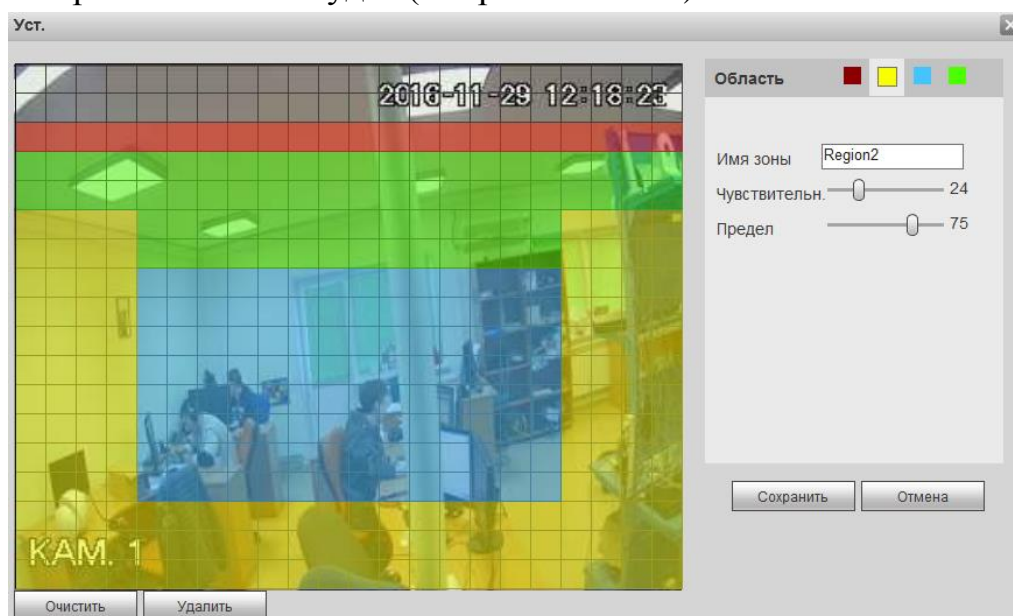 Уст.
2016-11-29 12:18:23
Область
Имя зоны Region2
Чувствительн. 24
Предел 75
Сохранить Отмена
КАМ. 1
Очистить Удалить